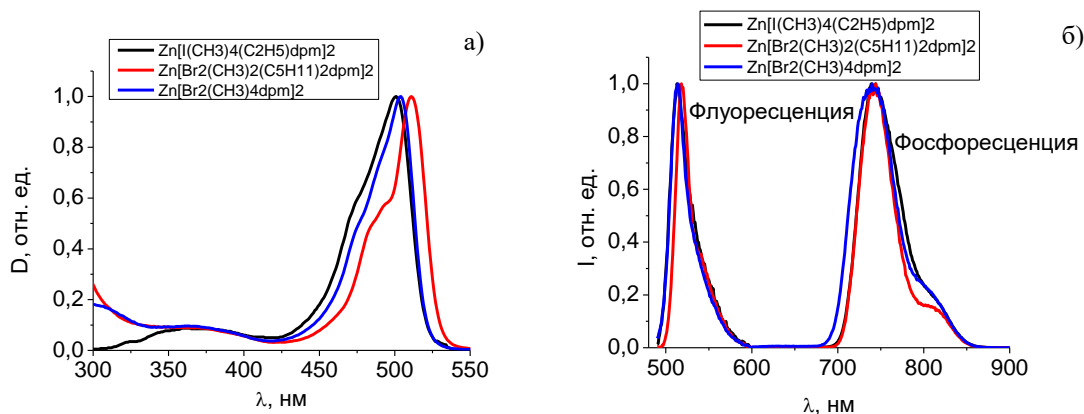 а)
Zn[I(CH3)4(C2H5)dpm]2
Zn[Br2(CH3)2(C5H11)2dpm]2
Zn[Br2(CH3)4dpm]2
1,0
0,8
0,6
0,4
0,2
0,0
D, отн. ед.
300 350 400 450 500 550
λ, нм
б)
Zn[I(CH3)4(C2H5)dpm]2
Zn[Br2(CH3)2(C5H11)2dpm]2
Zn[Br2(CH3)4dpm]2
Флуоресценция
Фосфоресценция
1,0
0,8
0,6
0,4
0,2
0,0
I, отн. ед.
500 600 700 800 900
λ, нм